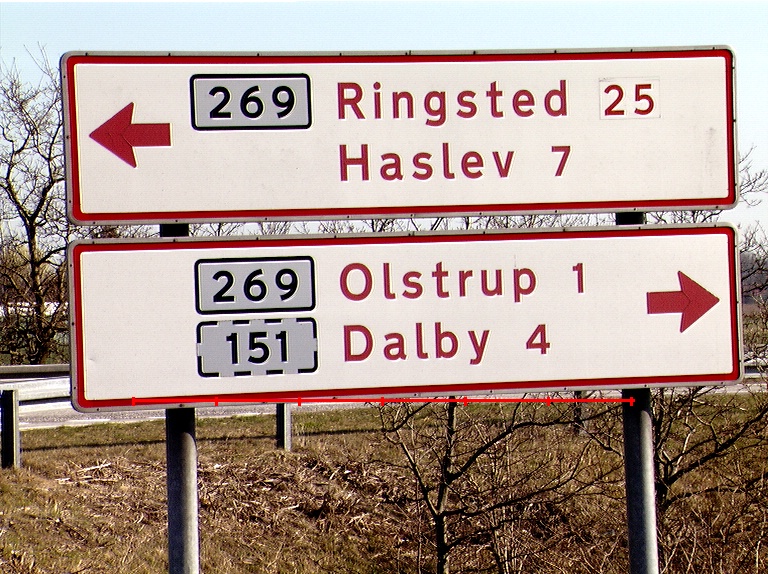 269 Ringsted 25
Haslev 7
269 Olstrup 1
151 Dalby 4